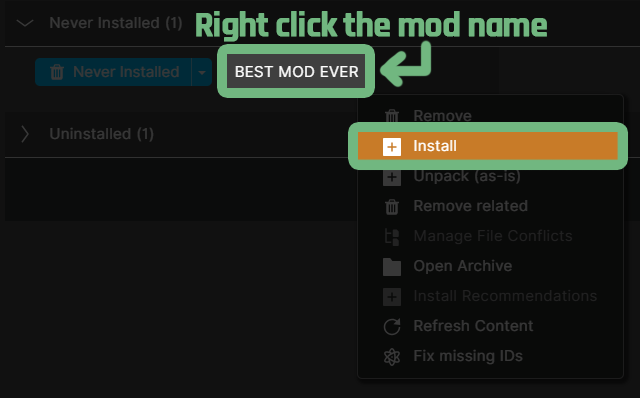 Never Installed (1)
Right click the mod name
Never Installed
BEST MOD EVER
Remove
Uninstalled (1)
Install
Unpack (as-is)
Remove related
Manage File Conflicts
Open Archive
Install Recommendations
Refresh Content
Fix missing IDs